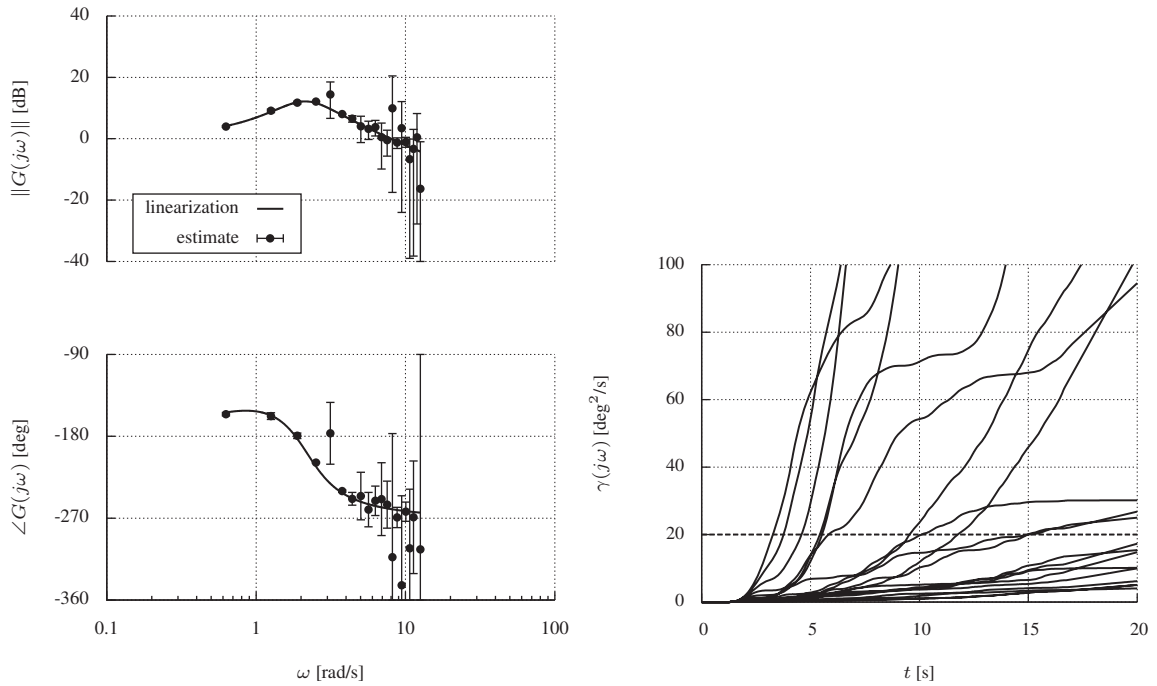 ||G(jω)|| [dB]
40
20
0
-20
-40
linearization
estimate
∠G(jω) [deg]
-90
-180
-270
-360
0.1 1 10 100
ω [rad/s]
γ(jω) [deg²/s]
100
80
60
40
20
0
0 5 10 15 20
t [s]